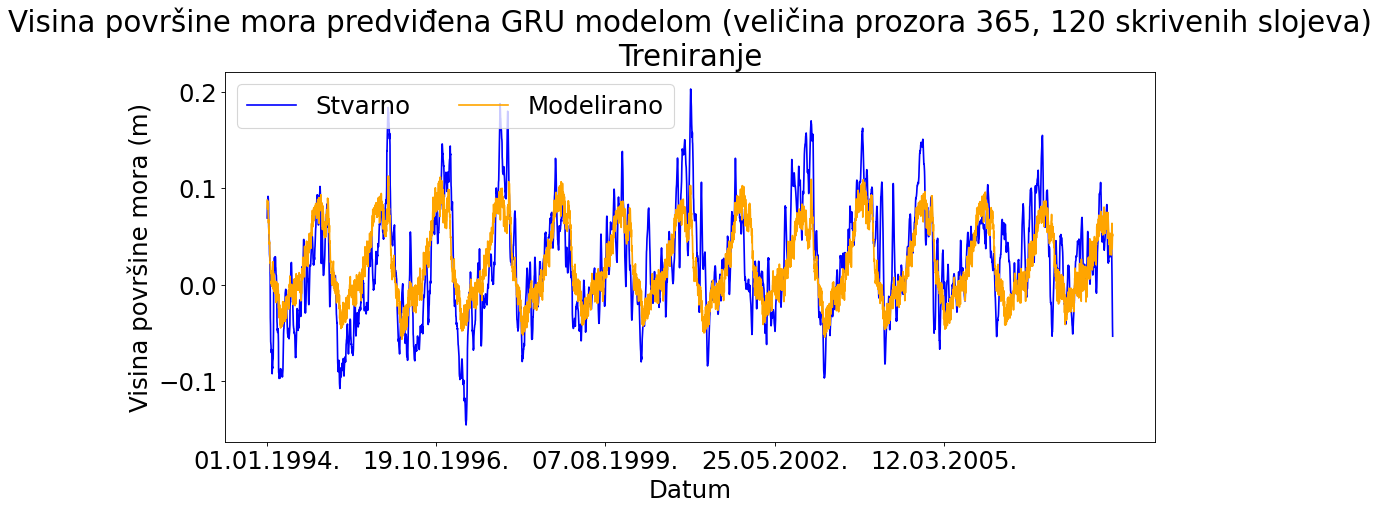 Visina površine mora predviđena GRU modelom (veličina prozora 365, 120 skrivenih slojeva)
Treniranje
Stvarno Modelirano
Visina površine mora (m)
0.2
0.1
0.0
−0.1
01.01.1994. 19.10.1996. 07.08.1999. 25.05.2002. 12.03.2005.
Datum